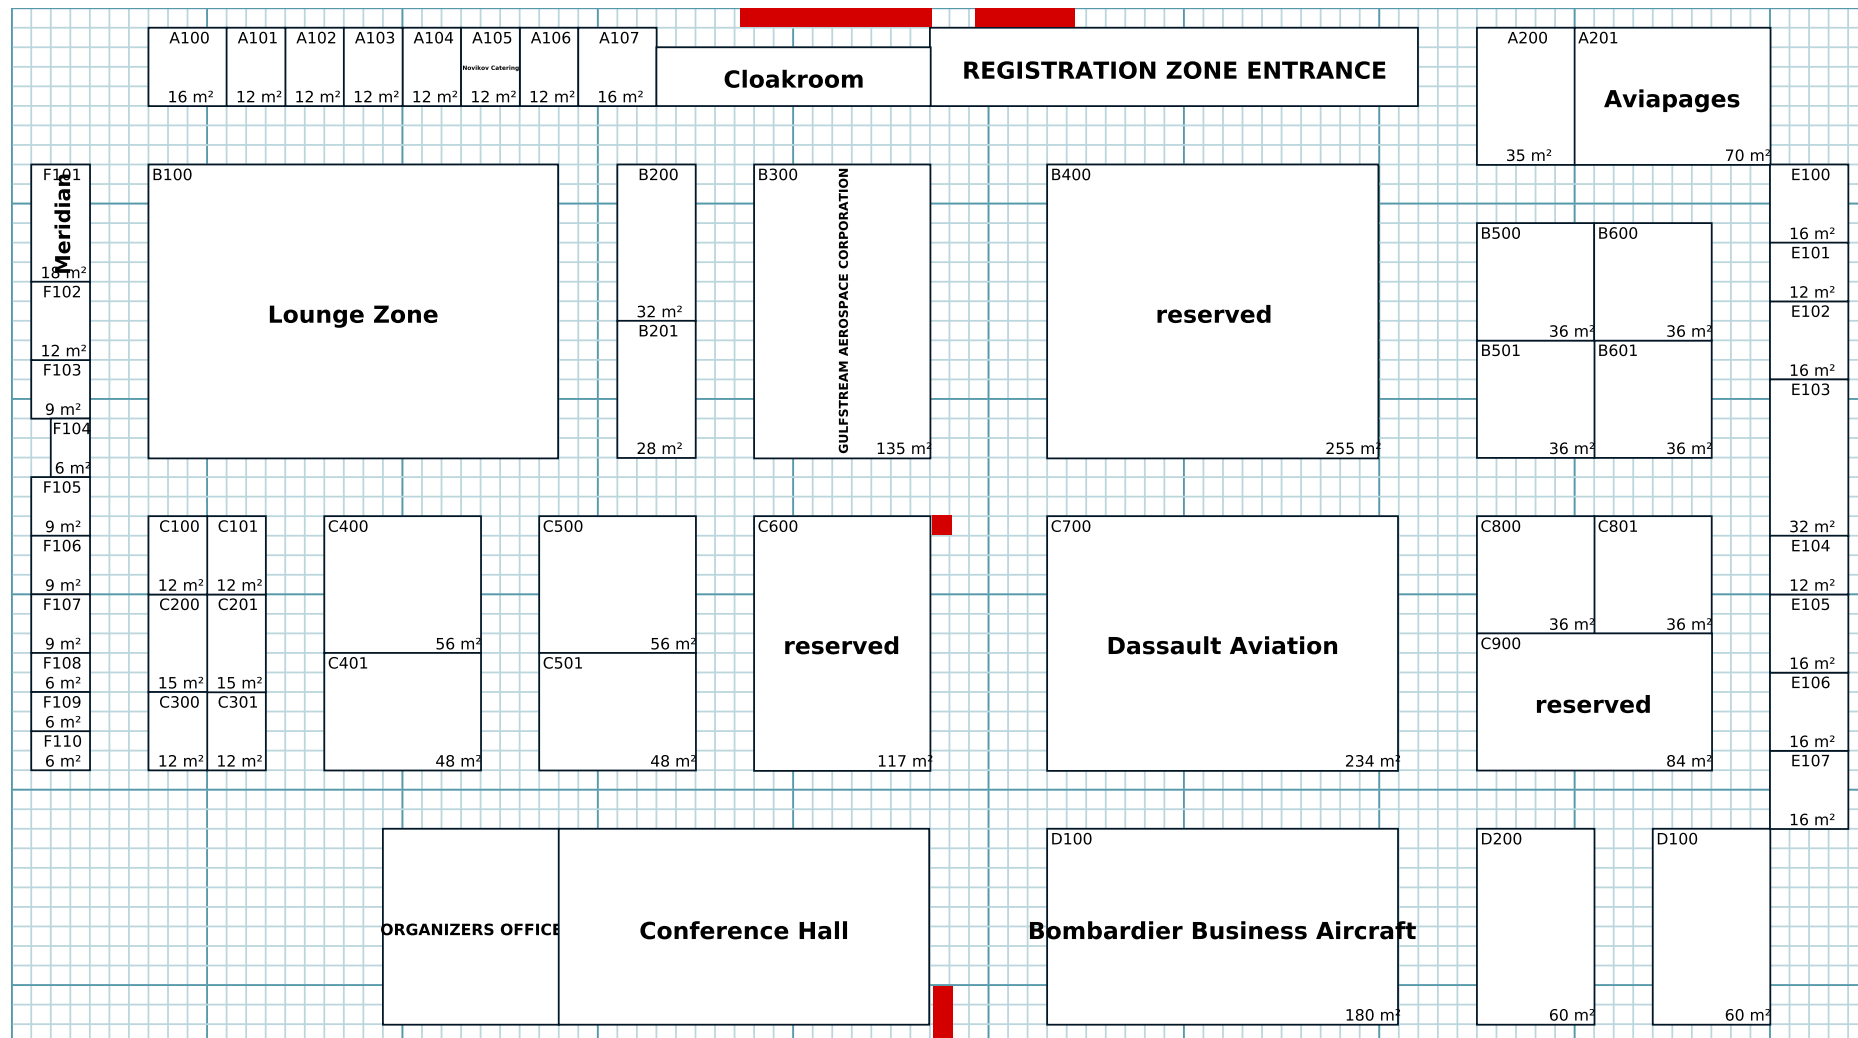 A100 A101 A102 A103 A104 A105 A106 A107
Novikov Catering
16 m² 12 m² 12 m² 12 m² 12 m² 12 m² 12 m² 16 m²
Cloakroom
REGISTRATION ZONE ENTRANCE
A200
35 m²
A201
Aviapages
70 m²
F101
Meridian
18 m²
F102
12 m²
F103
9 m²
F104
6 m²
F105
9 m²
F106
9 m²
F107
9 m²
F108
6 m²
F109
6 m²
F110
6 m²
B100
Lounge Zone
B200
32 m²
B201
28 m²
B300
GULFSTREAM AEROSPACE CORPORATION
135 m²
B400
reserved
255 m²
B500
36 m²
B600
36 m²
B501
36 m²
B601
36 m²
E100
16 m²
E101
12 m²
E102
16 m²
E103
32 m²
E104
12 m²
E105
16 m²
E106
16 m²
E107
16 m²
C100
12 m²
C101
12 m²
C200
15 m²
C201
15 m²
C300
12 m²
C301
12 m²
C400
56 m²
C401
48 m²
C500
56 m²
C501
48 m²
C600
reserved
117 m²
C700
Dassault Aviation
234 m²
C800
36 m²
C801
36 m²
C900
reserved
84 m²
ORGANIZERS OFFICE
Conference Hall
D100
Bombardier Business Aircraft
180 m²
D200
60 m²
D100
60 m²